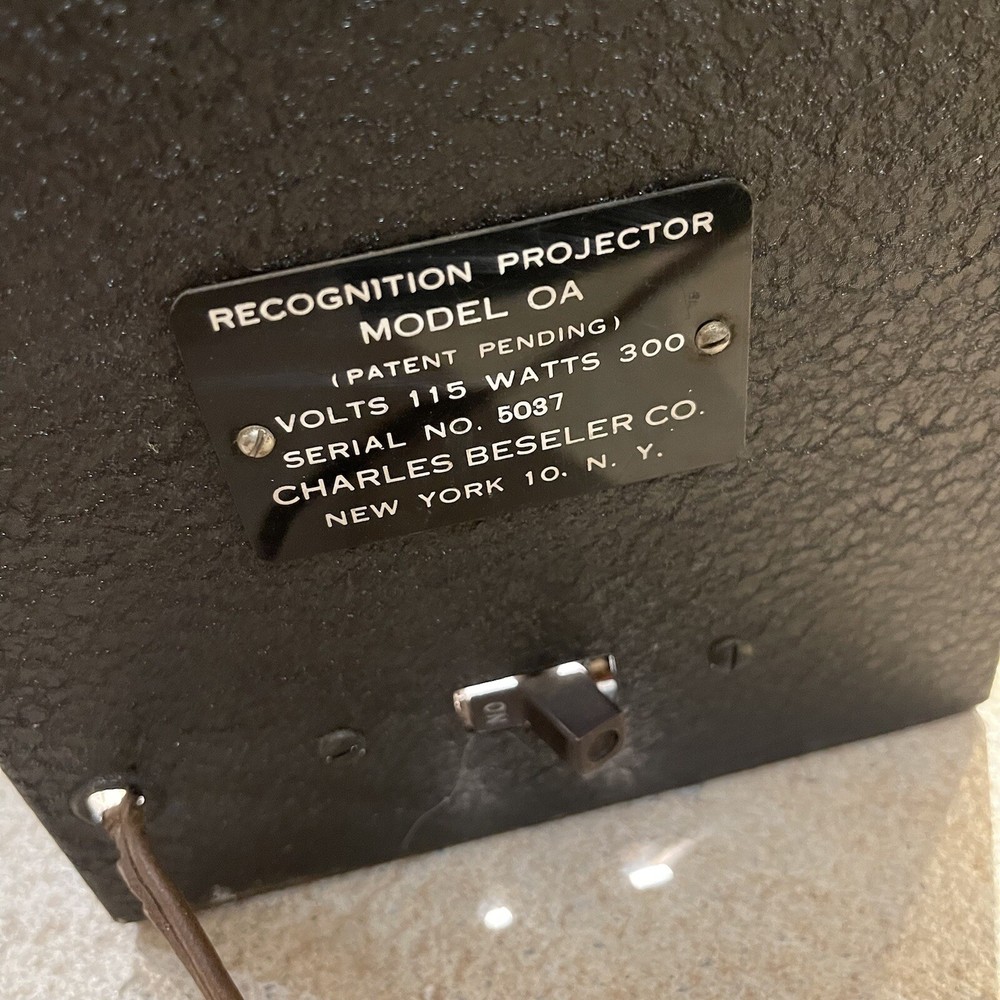 RECOGNITION PROJECTOR
MODEL OA
(PATENT PENDING)
VOLTS 115 WATTS 300
SERIAL NO. 5037
CHARLES BESELER CO.
NEW YORK 10. N. Y.
ON